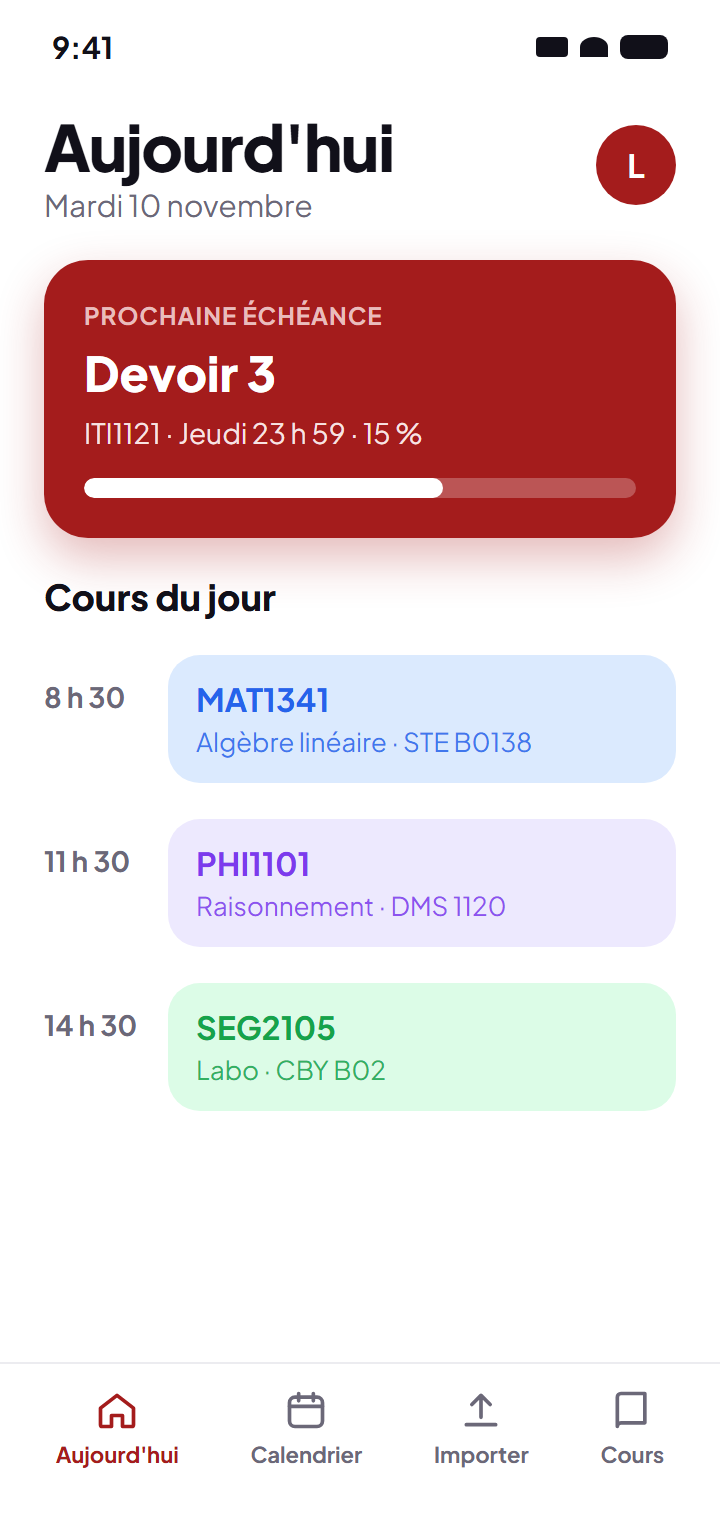 9:41
Aujourd'hui
L
Mardi 10 novembre
PROCHAINE ÉCHÉANCE
Devoir 3
ITI1121 · Jeudi 23 h 59 · 15 %
Cours du jour
8 h 30
MAT1341
Algèbre linéaire · STE B0138
11 h 30
PHI1101
Raisonnement · DMS 1120
14 h 30
SEG2105
Labo · CBY B02
Aujourd'hui
Calendrier
Importer
Cours